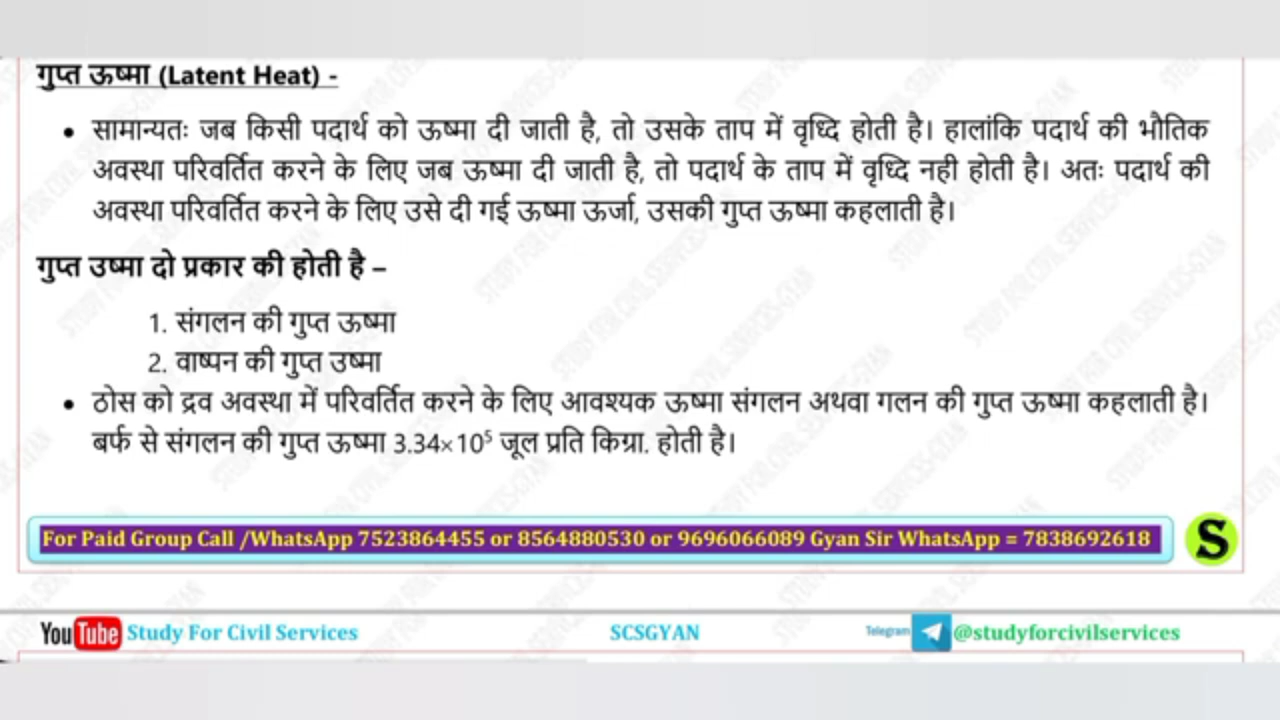 गुप्त ऊष्मा (Latent Heat) -
• सामान्यतः जब किसी पदार्थ को ऊष्मा दी जाती है, तो उसके ताप में वृध्दि होती है। हालांकि पदार्थ की भौतिक
अवस्था परिवर्तित करने के लिए जब ऊष्मा दी जाती है, तो पदार्थ के ताप में वृध्दि नही होती है। अतः पदार्थ की
अवस्था परिवर्तित करने के लिए उसे दी गई ऊष्मा ऊर्जा, उसकी गुप्त ऊष्मा कहलाती है।
गुप्त उष्मा दो प्रकार की होती है –
1. संगलन की गुप्त ऊष्मा
2. वाष्पन की गुप्त उष्मा
• ठोस को द्रव अवस्था में परिवर्तित करने के लिए आवश्यक ऊष्मा संगलन अथवा गलन की गुप्त ऊष्मा कहलाती है।
बर्फ से संगलन की गुप्त ऊष्मा 3.34×10⁵ जूल प्रति किग्रा. होती है।
For Paid Group Call /WhatsApp 7523864455 or 8564880530 or 9696066089 Gyan Sir WhatsApp = 7838692618
S
YouTube Study For Civil Services SCSGYAN Telegram @studyforcivilservices